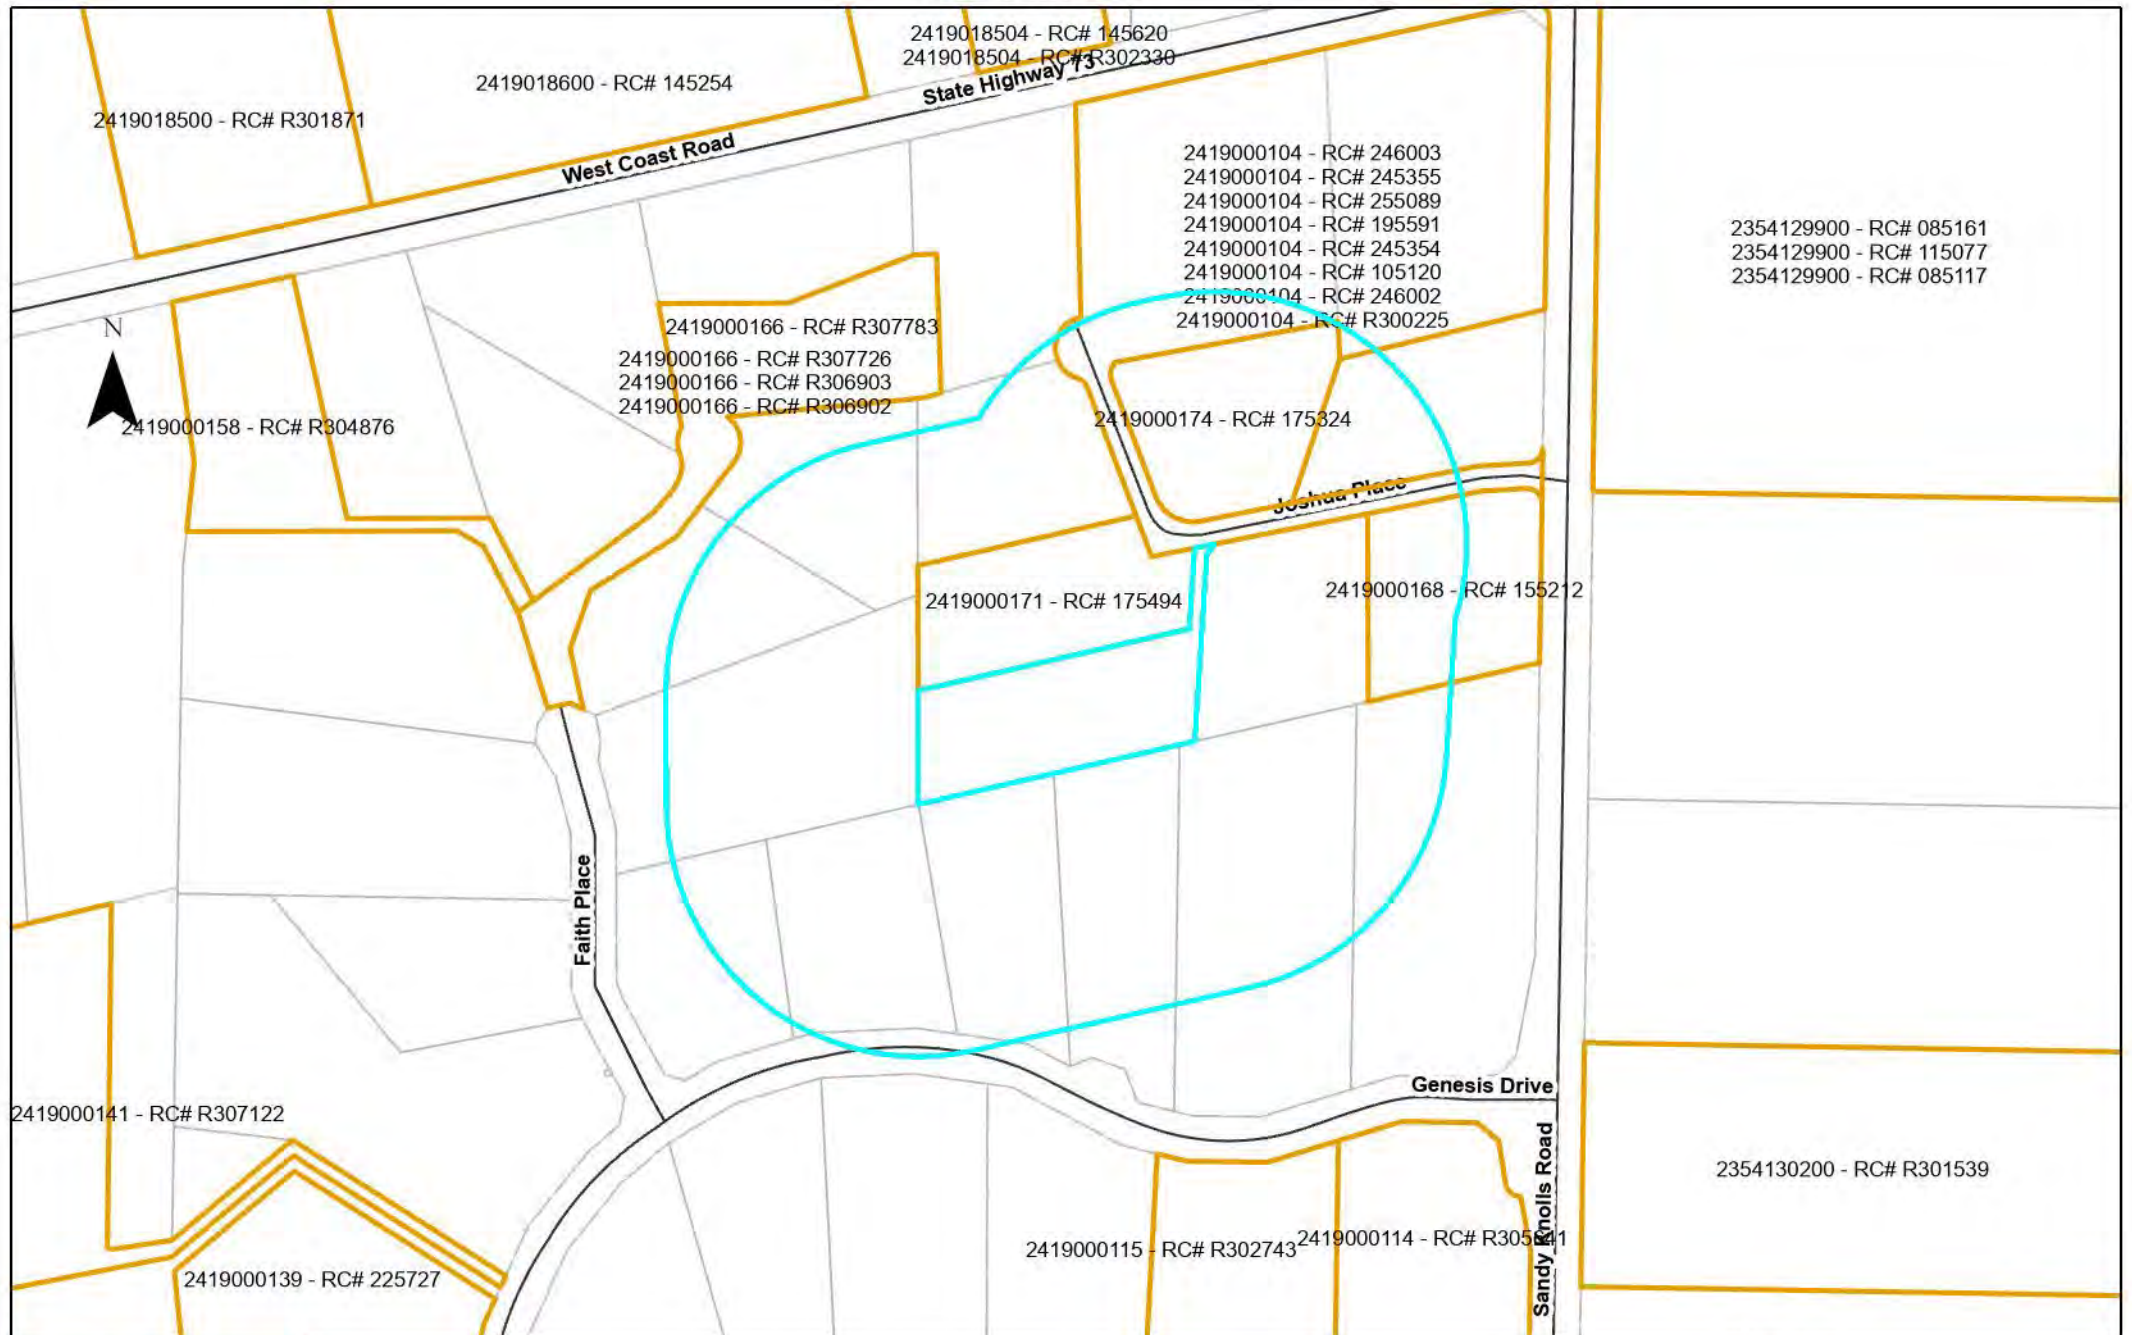 2419018504 - RC# 145620
2419018504 - RC# R302330
State Highway 73
2419018600 - RC# 145254
2419018500 - RC# R301871
West Coast Road
2419000104 - RC# 246003
2419000104 - RC# 245355
2419000104 - RC# 255089
2419000104 - RC# 195591
2419000104 - RC# 245354
2419000104 - RC# 105120
2419000104 - RC# 246002
2419000104 - RC# R300225
2354129900 - RC# 085161
2354129900 - RC# 115077
2354129900 - RC# 085117
N
2419000166 - RC# R307783
2419000166 - RC# R307726
2419000166 - RC# R306903
2419000166 - RC# R306902
2419000158 - RC# R304876
2419000174 - RC# 175324
Joshua Place
2419000171 - RC# 175494
2419000168 - RC# 155212
Faith Place
Genesis Drive
2419000141 - RC# R307122
Sandy Knolls Road
2354130200 - RC# R301539
2419000115 - RC# R302743
2419000114 - RC#
2419000139 - RC# 225727